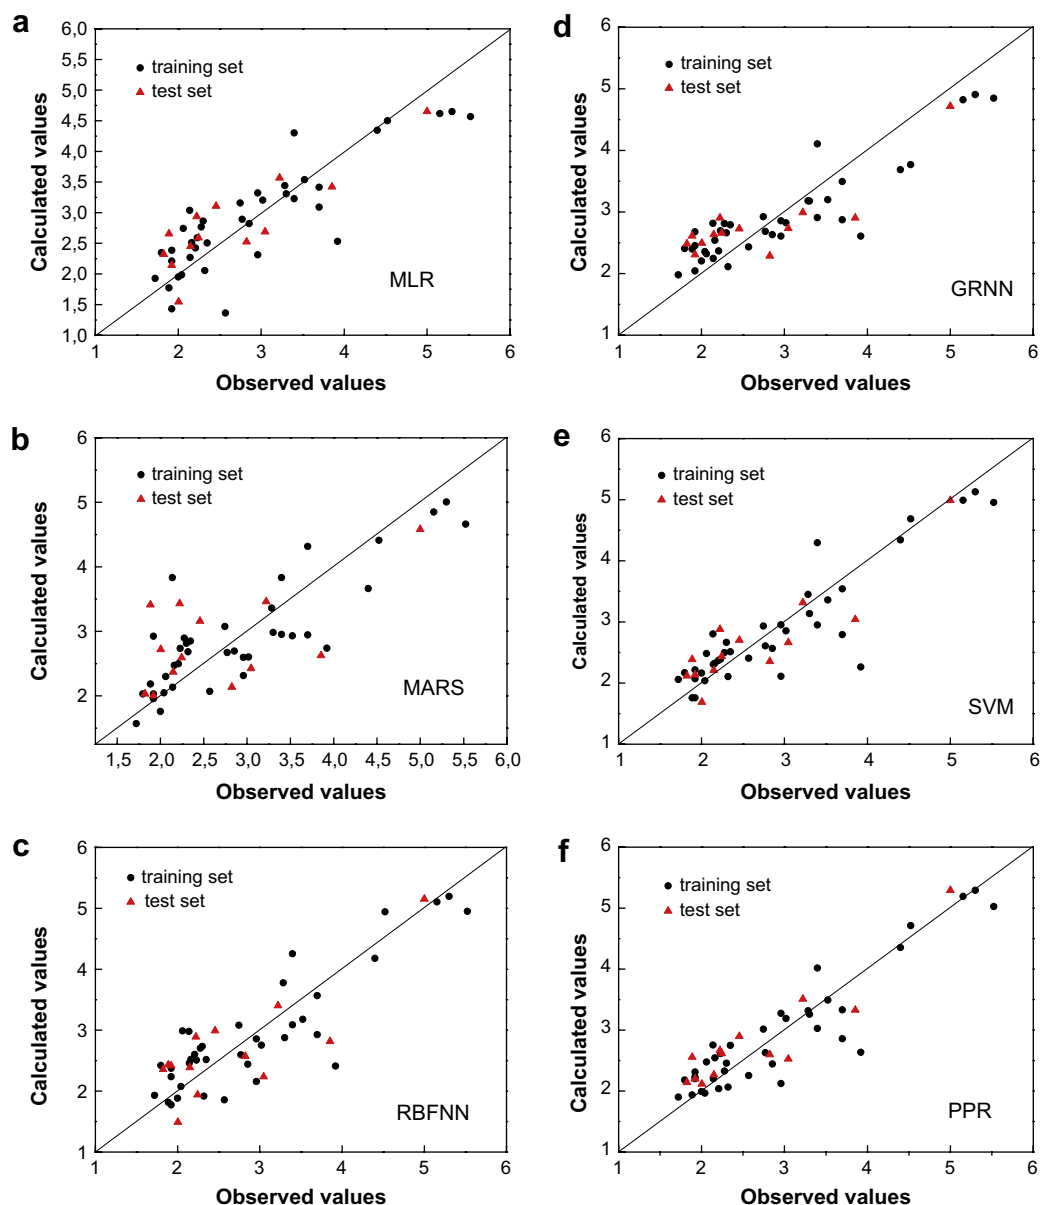 a
6,0
5,5
5,0
4,5
4,0
3,5
3,0
2,5
2,0
1,5
1,0
Calculated values
training set
test set
MLR
1 2 3 4 5 6
Observed values
d
6
5
4
3
2
1
Calculated values
training set
test set
GRNN
1 2 3 4 5 6
Observed values
b
6
5
4
3
2
Calculated values
training set
test set
MARS
1,5 2,0 2,5 3,0 3,5 4,0 4,5 5,0 5,5 6,0
Observed values
e
6
5
4
3
2
1
Calculated values
training set
test set
SVM
1 2 3 4 5 6
Observed values
c
6
5
4
3
2
1
Calculated values
training set
test set
RBFNN
1 2 3 4 5 6
Observed values
f
6
5
4
3
2
1
Calculated values
training set
test set
PPR
1 2 3 4 5 6
Observed values